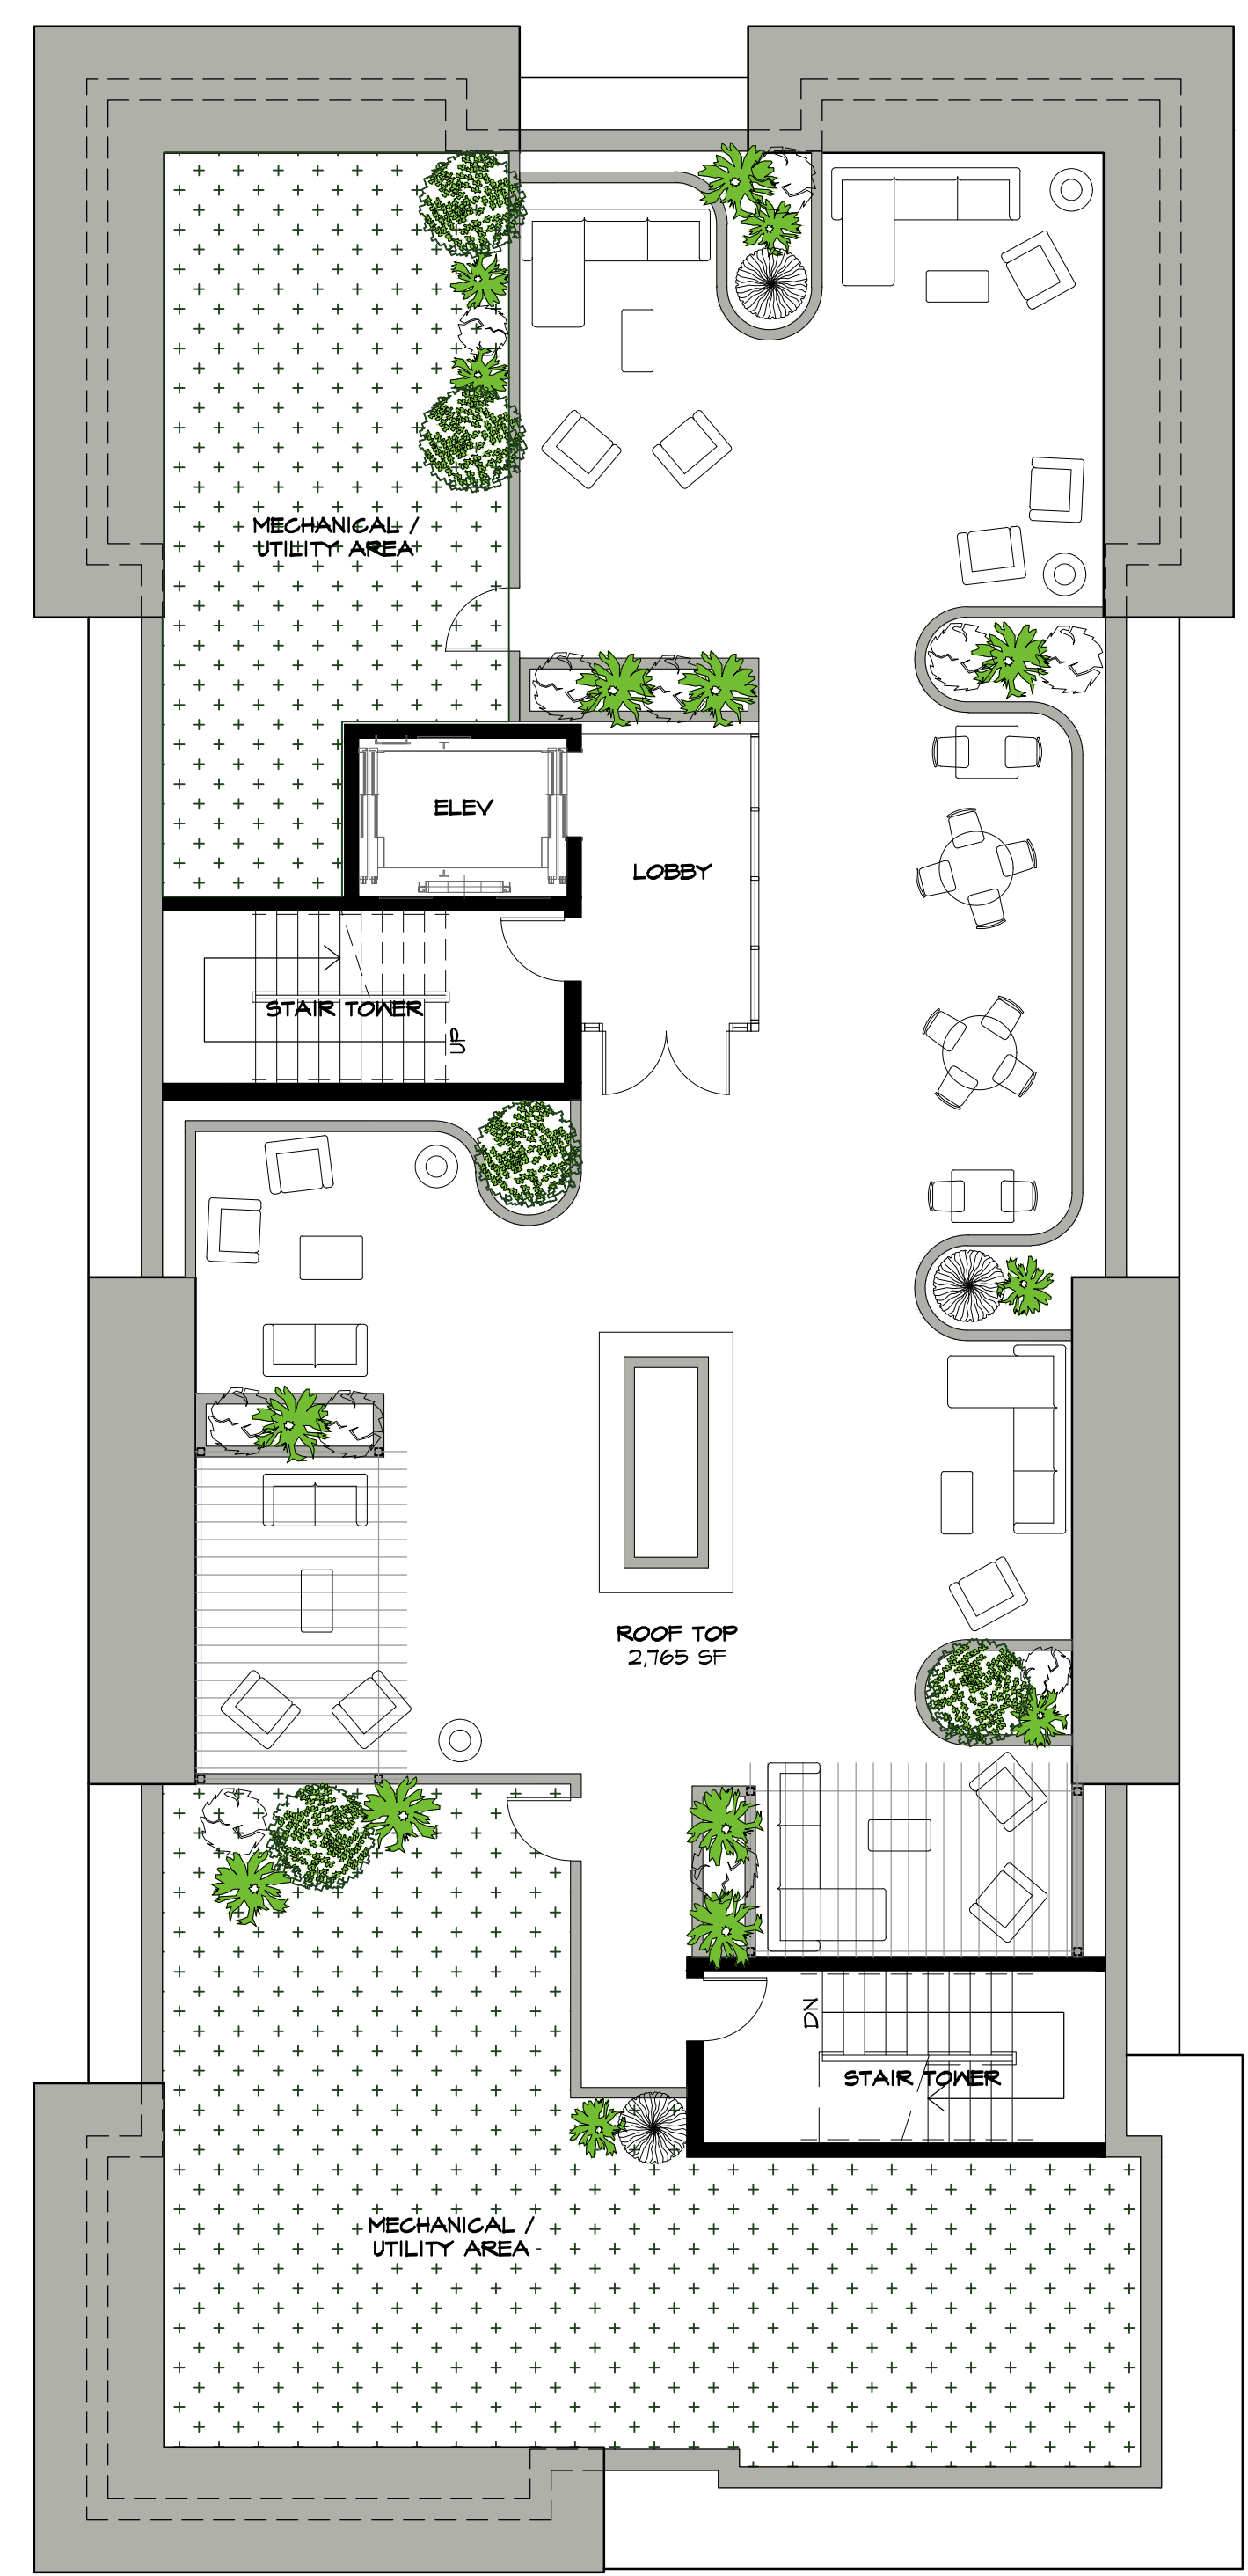 MECHANICAL /
UTILITY AREA
ELEV
LOBBY
STAIR TOWER
UP
ROOF TOP
2,765 SF
DN
STAIR TOWER
MECHANICAL /
UTILITY AREA